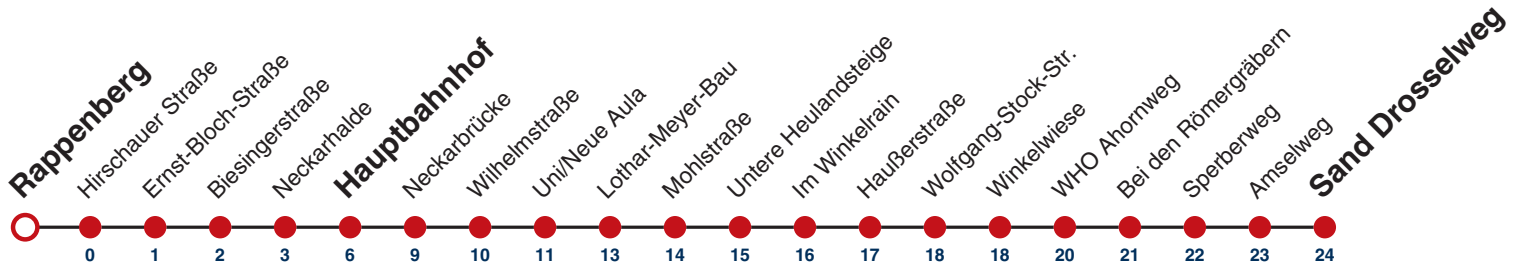 Rappenberg
Hirschauer Straße
Ernst-Bloch-Straße
Biesingerstraße
Neckarhalde
Hauptbahnhof
Neckarbrücke
Wilhelmstraße
Uni/Neue Aula
Lothar-Meyer-Bau
Mohlstraße
Untere Heulandsteige
Im Winkelrain
Haußerstraße
Wolfgang-Stock-Str.
Winkelwiese
WHO Ahornweg
Bei den Römergräbern
Sperberweg
Amselweg
Sand Drosselweg
0 1 2 3 6 9 10 11 13 14 15 16 17 18 18 20 21 22 23 24